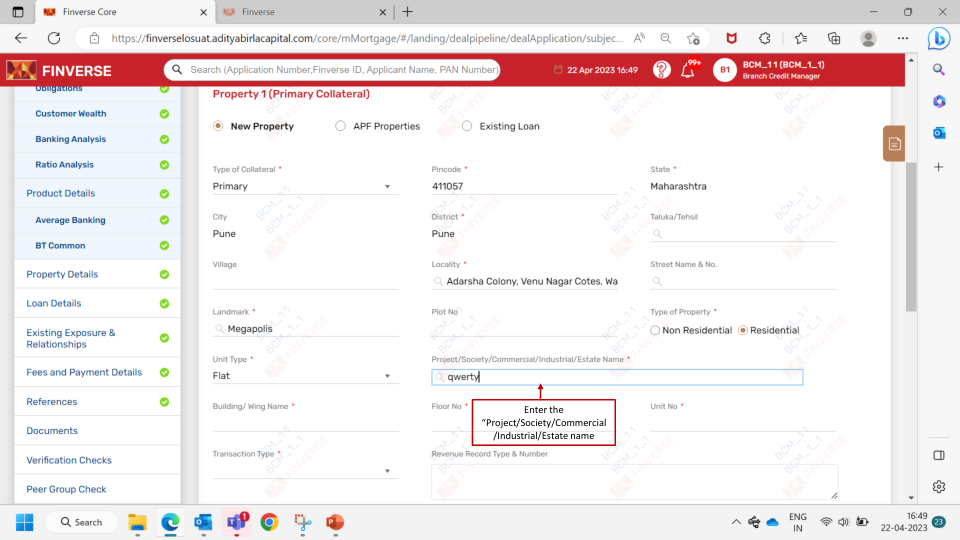 Finverse Core
Finverse
https://finverselosuat.adityabirlacapital.com/core/mMortgage/#/landing/dealpipeline/dealApplication/subjec...
FINVERSE
Search (Application Number,Finverse ID, Applicant Name, PAN Number)
22 Apr 2023 16:49
99+
B1
BCM_1 1 (BCM_1_1)
Branch Credit Manager
Obligations
Customer Wealth
Banking Analysis
Ratio Analysis
Product Details
Average Banking
BT Common
Property Details
Loan Details
Existing Exposure &
Relationships
Fees and Payment Details
References
Documents
Verification Checks
Peer Group Check
Property 1 (Primary Collateral)
New Property
APF Properties
Existing Loan
Type of Collateral *
Pincode *
State *
Primary
411057
Maharashtra
City
District *
Taluka/Tehsil
Pune
Pune
Village
Locality *
Street Name & No.
Adarsha Colony, Venu Nagar Cotes, Wa
Landmark *
Plot No
Type of Property *
Megapolis
Non Residential
Residential
Unit Type *
Project/Society/Commercial/Industrial/Estate Name *
Flat
qwerty
Building/ Wing Name *
Floor No *
Unit No *
Enter the
“Project/Society/Commercial
/Industrial/Estate name
Transaction Type *
Revenue Record Type & Number
Search
1
ENG
IN
16:49
22-04-2023
23